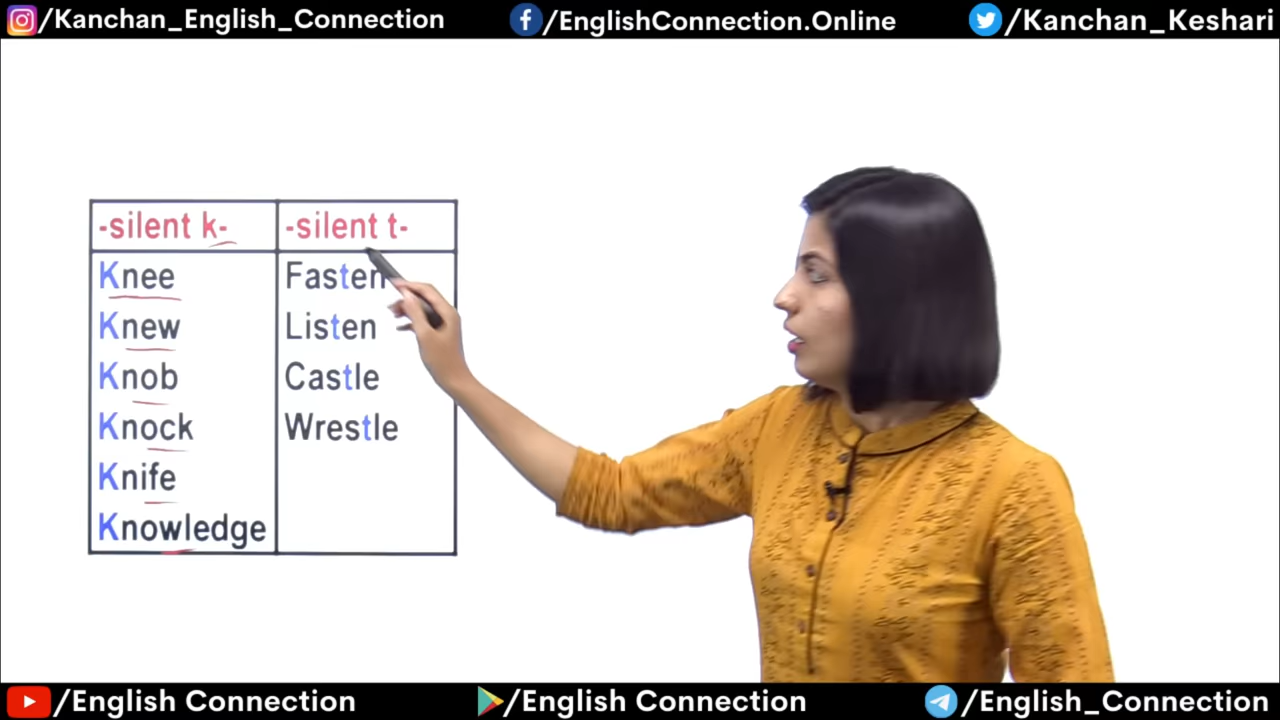 /Kanchan_English_Connection
/EnglishConnection.Online
/Kanchan_Keshari
-silent k-
-silent t-
Knee
Fasten
Knew
Listen
Knob
Castle
Knock
Wrestle
Knife
Knowledge
/English Connection
/English Connection
/English_Connection